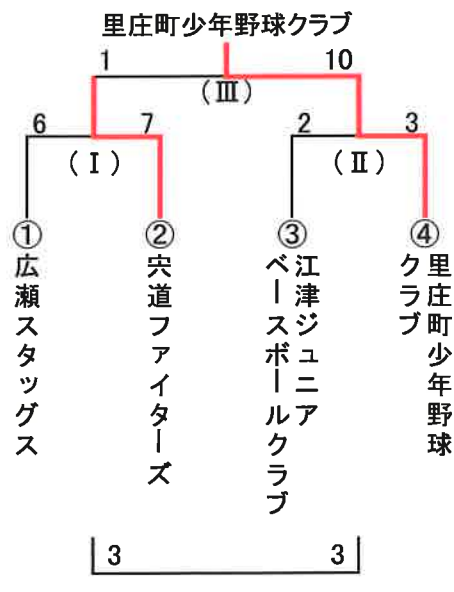 里庄町少年野球クラブ
1 10
(Ⅲ)
6 7 2 3
(Ⅰ) (Ⅱ)
① ② ③ ④
広瀬スタッグス
宍道ファイターズ
江津ジュニア
ベースボールクラブ
里庄町少年野球
クラブ
3 3